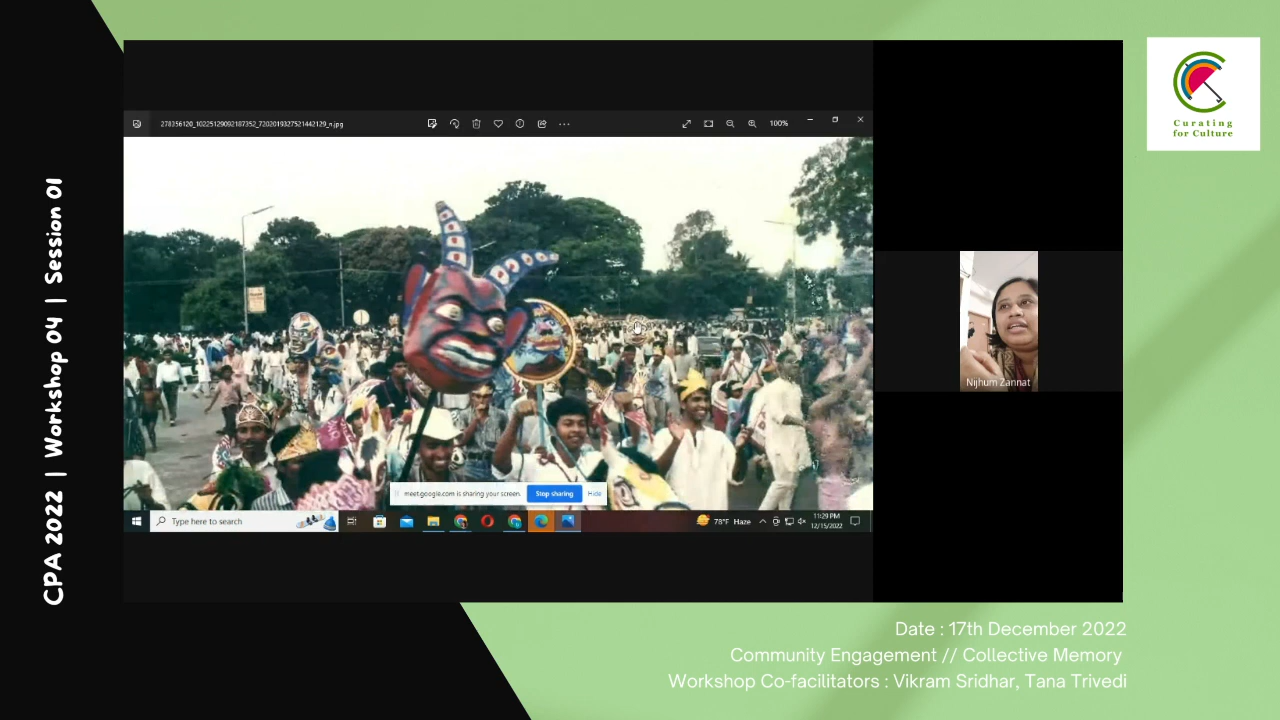 CPA 2022 | Workshop 04 | Session 01
278356120_10225129092187352_7202019327521442129_n.jpg
100%
meet.google.com is sharing your screen.
Stop sharing
Hide
Type here to search
78°F Haze
11:29 PM
12/15/2022
Nijhum Zannat
Curating
for Culture
Date : 17th December 2022
Community Engagement // Collective Memory
Workshop Co-facilitators : Vikram Sridhar, Tana Trivedi